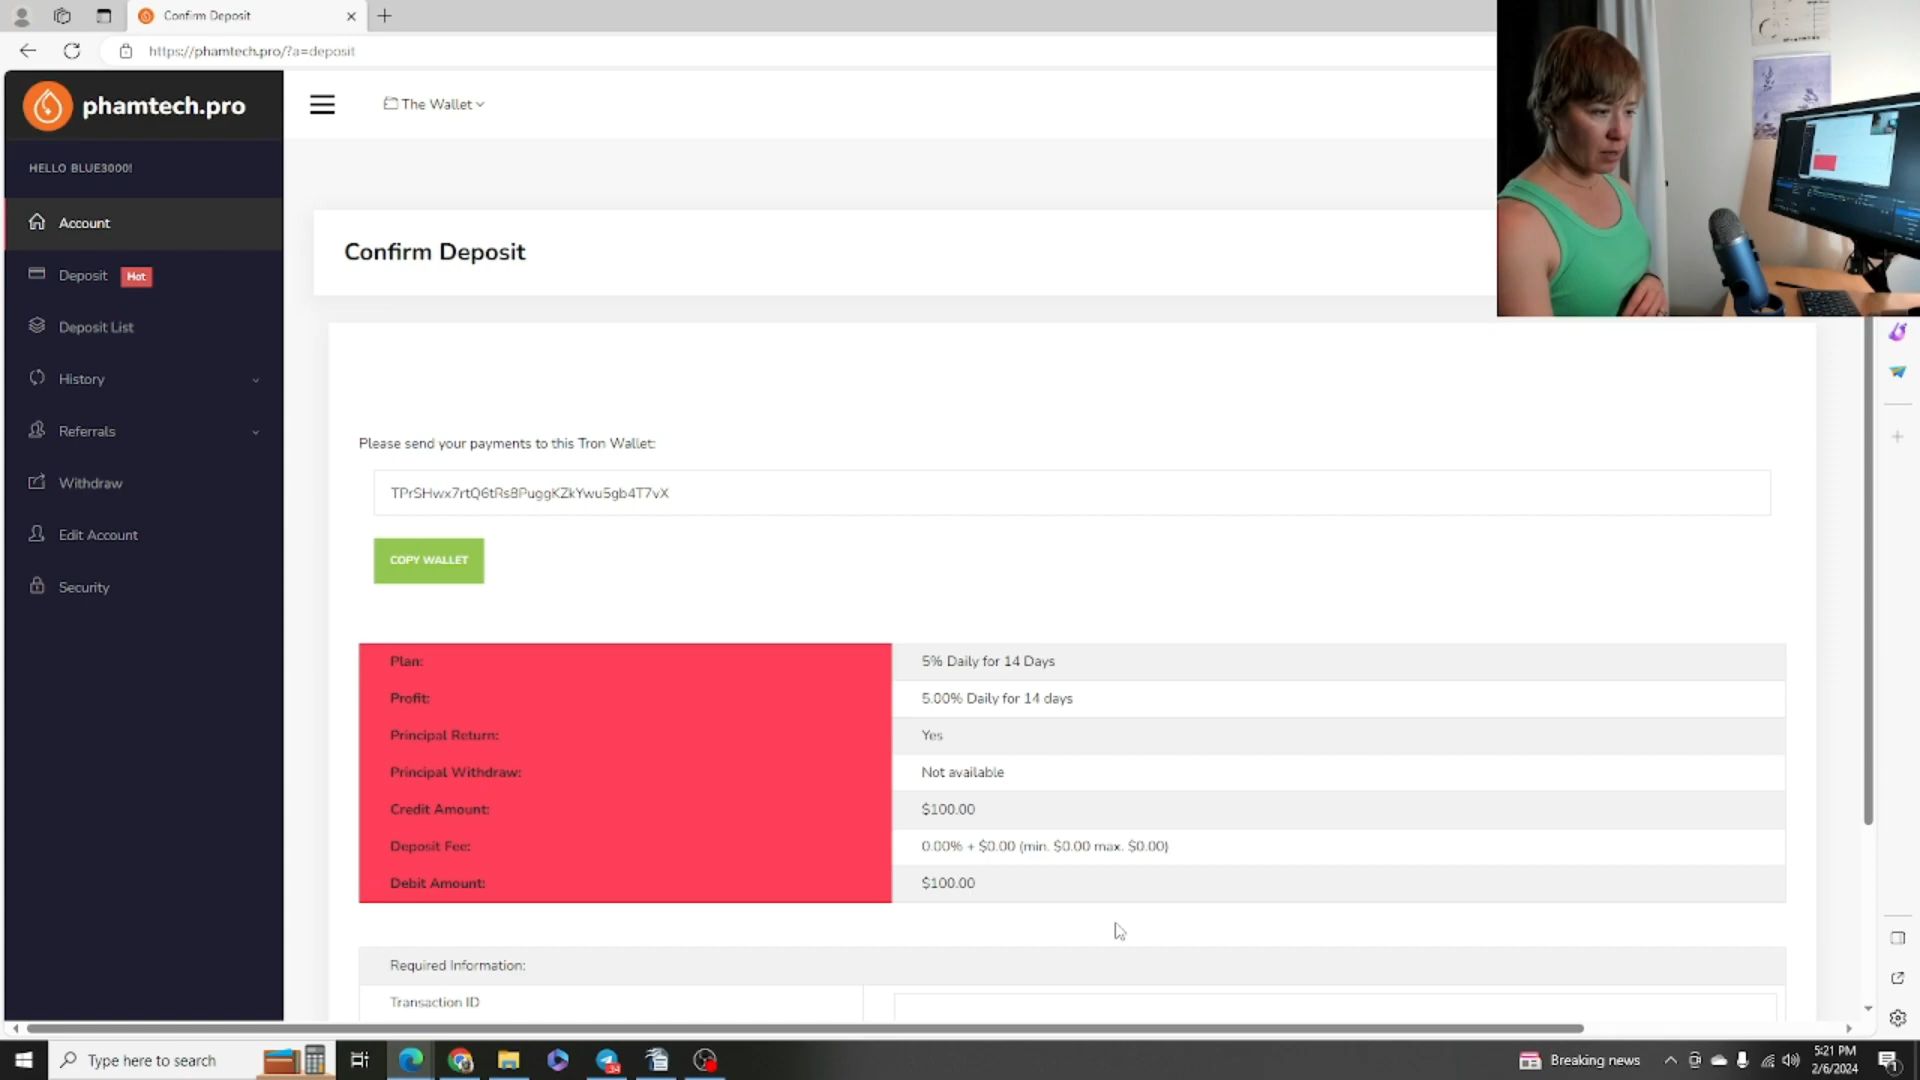 Confirm Deposit
https://phamtech.pro/?a=deposit
phamtech.pro
The Wallet
HELLO BLUE3000!
Account
Deposit Hot
Deposit List
History
Referrals
Withdraw
Edit Account
Security
Confirm Deposit
Please send your payments to this Tron Wallet:
TPrSHwx7rtQ6tRs8PuggKZkYwu5gb4T7vX
COPY WALLET
Plan: 5% Daily for 14 Days
Profit: 5.00% Daily for 14 days
Principal Return: Yes
Principal Withdraw: Not available
Credit Amount: $100.00
Deposit Fee: 0.00% + $0.00 (min. $0.00 max. $0.00)
Debit Amount: $100.00
Required Information:
Transaction ID
Type here to search
34
Breaking news
5:21 PM
2/6/2024
1